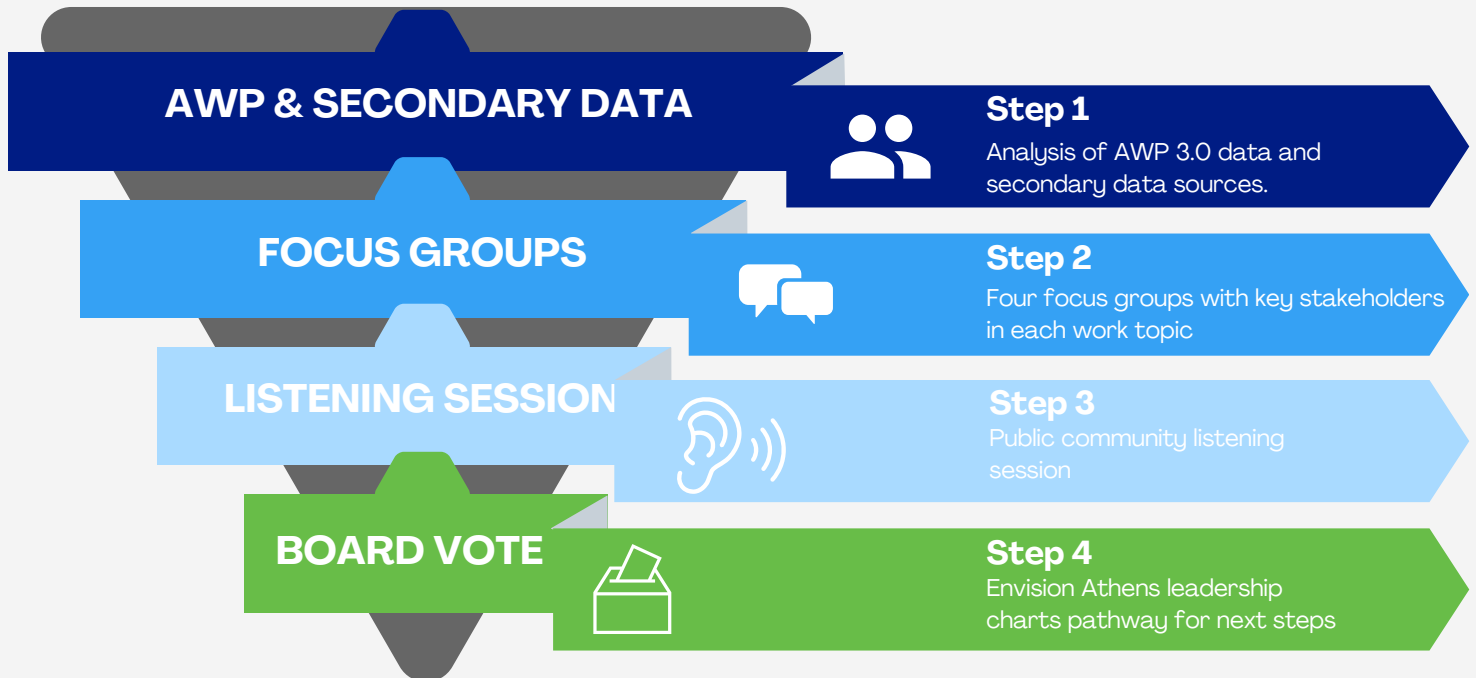 AWP & SECONDARY DATA
Step 1
Analysis of AWP 3.0 data and
secondary data sources.
FOCUS GROUPS
Step 2
Four focus groups with key stakeholders
in each work topic
LISTENING SESSION
Step 3
Public community listening
session
BOARD VOTE
Step 4
Envision Athens leadership
charts pathway for next steps